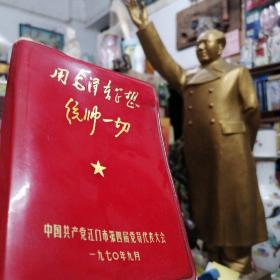 用毛泽东思想
统帅一切
中国共产党江门市第四届党员代表大会
一九七〇年九月